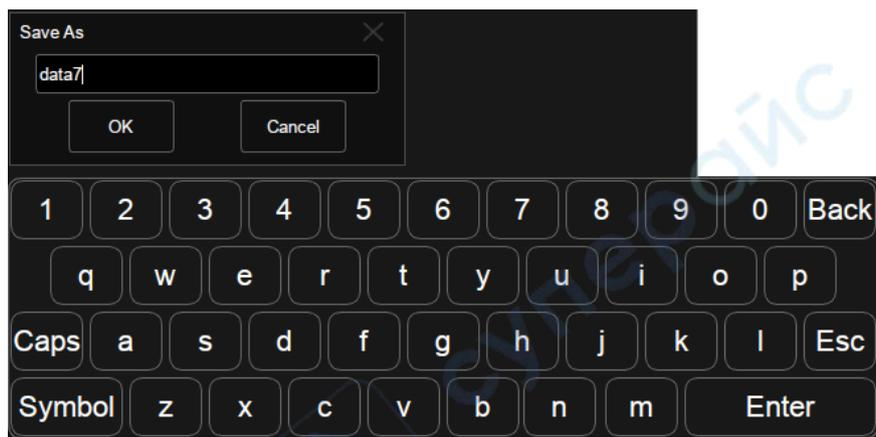 Save As
data7
OK Cancel
1 2 3 4 5 6 7 8 9 0 Back
q w e r t y u i o p
Caps a s d f g h j k l Esc
Symbol z x c v b n m Enter
суперайс